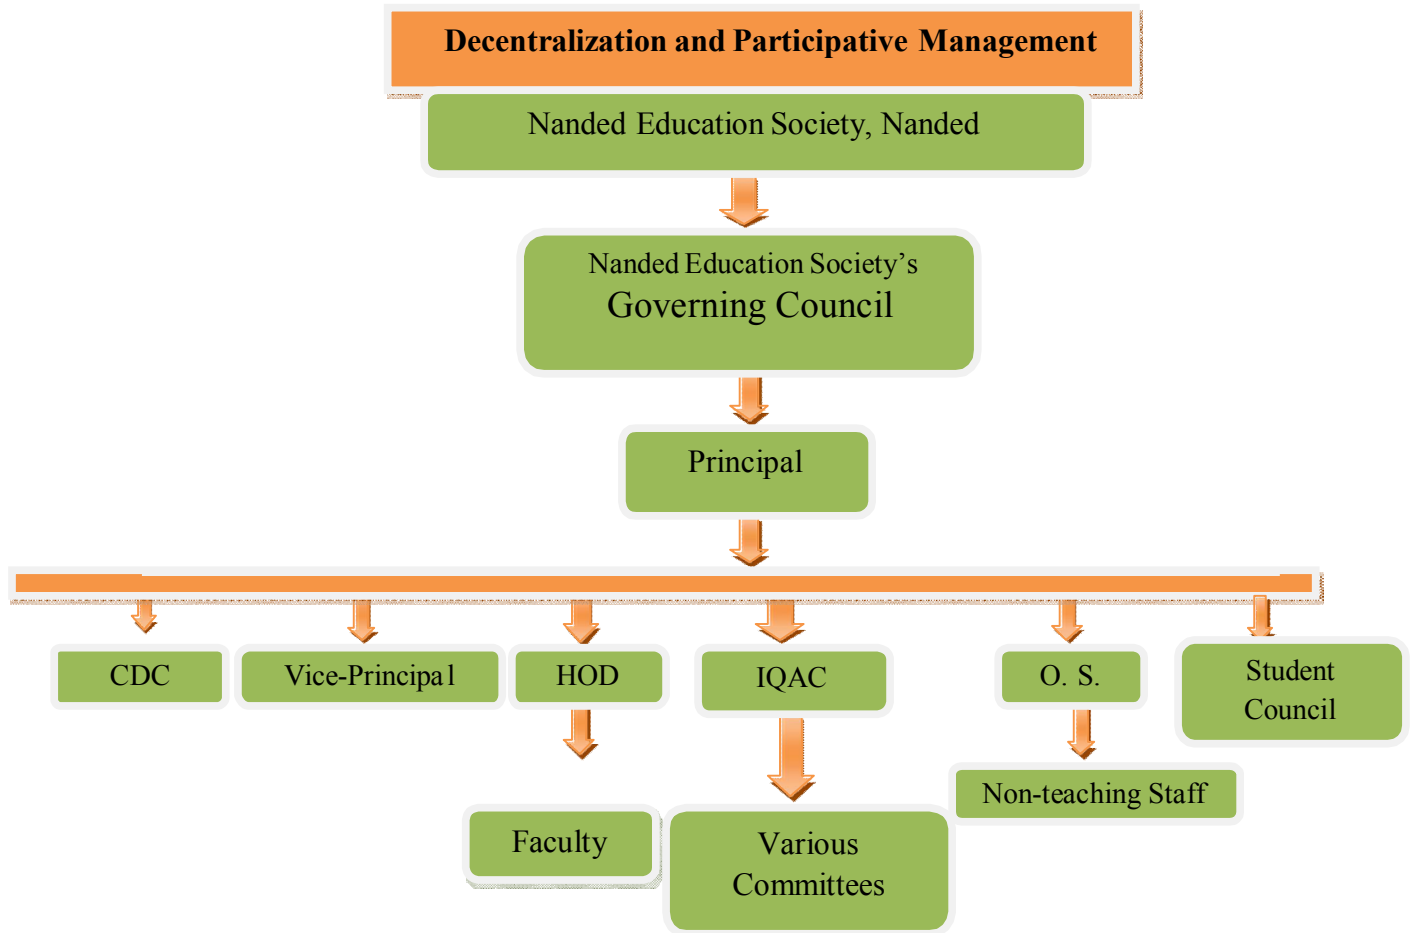 Decentralization and Participative Management
Nanded Education Society, Nanded
Nanded Education Society’s
Governing Council
Principal
CDC
Vice-Principal
HOD
IQAC
O. S.
Student
Council
Non-teaching Staff
Faculty
Various
Committees